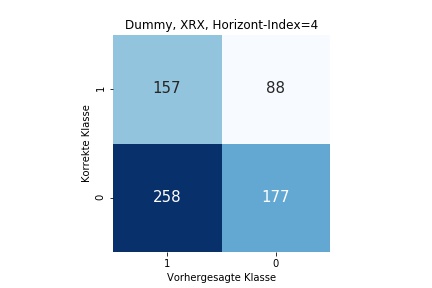 Dummy, XRX, Horizont-Index=4
Korrekte Klasse
1
157 88
0
258 177
1 0
Vorhergesagte Klasse